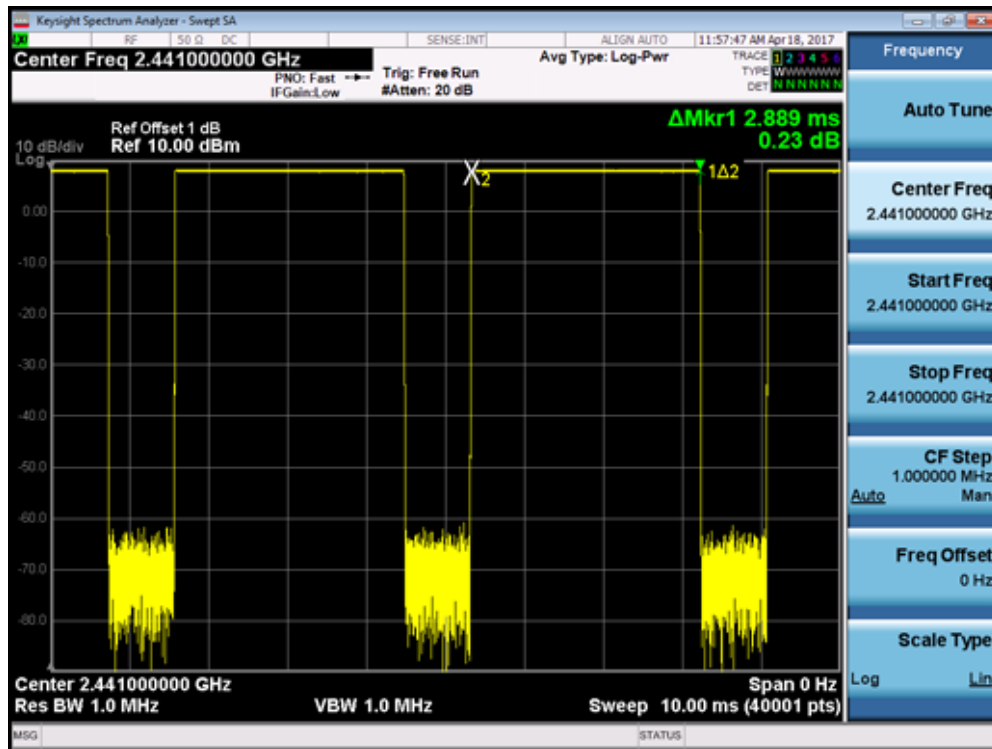 Keysight Spectrum Analyzer - Swept SA
RF 50 Ω DC SENSE:INT ALIGN AUTO 11:57:47 AM Apr 18, 2017
Center Freq 2.441000000 GHz
PNO: Fast
IFGain:Low
Trig: Free Run
#Atten: 20 dB
Avg Type: Log-Pwr
TRACE 1 2 3 4 5 6
TYPE W
DET N N N N N N
Frequency
Auto Tune
Center Freq
2.441000000 GHz
Start Freq
2.441000000 GHz
Stop Freq
2.441000000 GHz
CF Step
1.000000 MHz
Auto Man
Freq Offset
0 Hz
Scale Type
Log Lin
ΔMkr1 2.889 ms
0.23 dB
Ref Offset 1 dB
10 dB/div Ref 10.00 dBm
Log
X2
1Δ2
0.00
-10.0
-20.0
-30.0
-40.0
-50.0
-60.0
-70.0
-80.0
Center 2.441000000 GHz Span 0 Hz
Res BW 1.0 MHz VBW 1.0 MHz Sweep 10.00 ms (40001 pts)
MSG STATUS